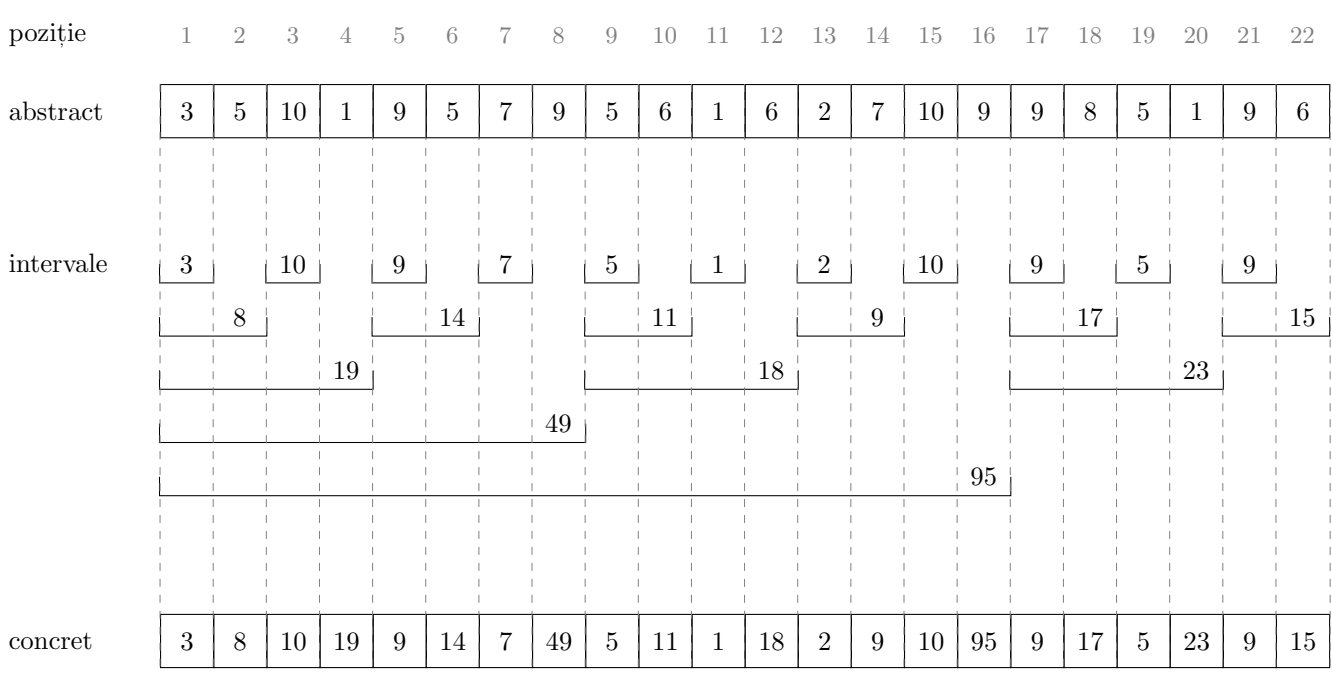 poziție 1 2 3 4 5 6 7 8 9 10 11 12 13 14 15 16 17 18 19 20 21 22
abstract 3 5 10 1 9 5 7 9 5 6 1 6 2 7 10 9 9 8 5 1 9 6
intervale 3 10 9 7 5 1 2 10 9 5 9
8 14 11 9 17 15
19 18 23
49
95
concret 3 8 10 19 9 14 7 49 5 11 1 18 2 9 10 95 9 17 5 23 9 15